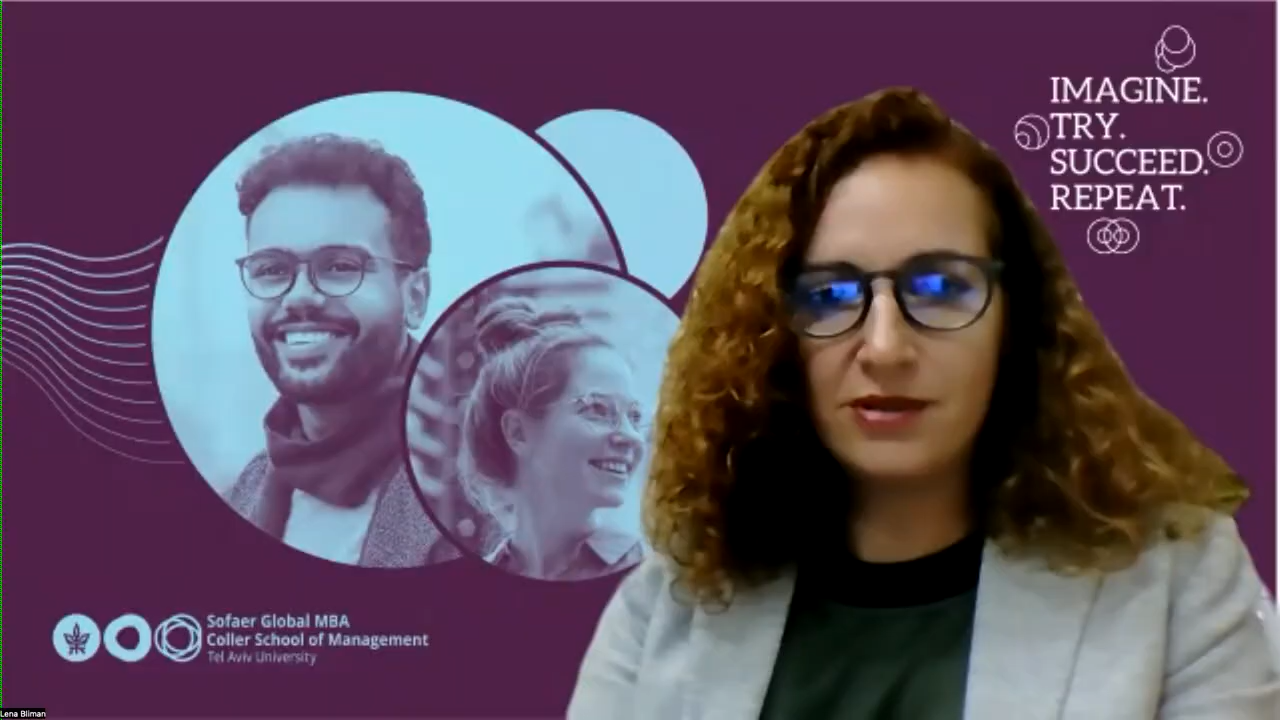 IMAGINE.
TRY.
SUCCEED.
REPEAT.
Sofaer Global MBA
Coller School of Management
Tel Aviv University
Lena Bliman